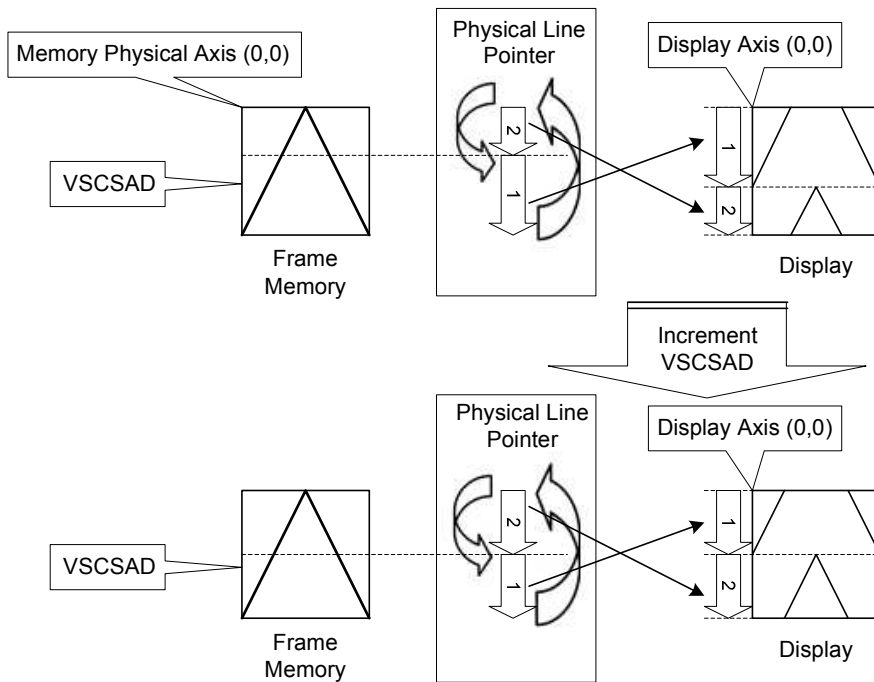 Memory Physical Axis (0,0)
Physical Line
Pointer
Display Axis (0,0)
2
1
1
2
VSCSAD
Frame
Memory
Display
Increment
VSCSAD
Physical Line
Pointer
Display Axis (0,0)
2
1
1
2
VSCSAD
Frame
Memory
Display